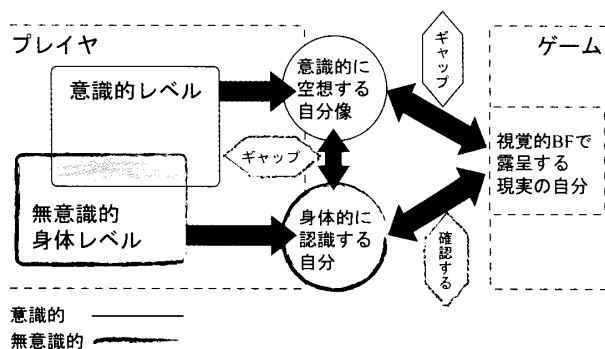 プレイヤ
ゲーム
意識的レベル
意識的に
空想する
自分像
ギャップ
ギャップ
視覚的BFで
露呈する
現実の自分
無意識的
身体レベル
身体的に
認識する
自分
確認する
意識的
無意識的